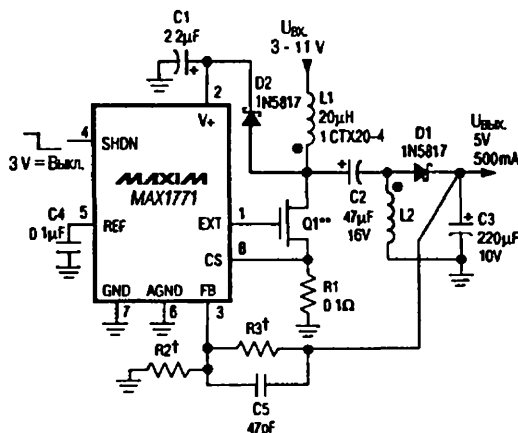 C1
22µF
UВХ.
3 - 11 V
D2
1N5817
L1
20µH
1 CTX20-4
2
V+
4
SHDN
3 V = Выкл.
MAXIM
MAX1771
C4
0.1µF
5
REF
EXT
1
CS
8
Q1**
C2
47µF
16V
D1
1N5817
UВЫХ.
5V
500mA
L2
C3
220µF
10V
R1
0.1Ω
GND
AGND
FB
7
6
3
R2†
R3†
C5
47pF